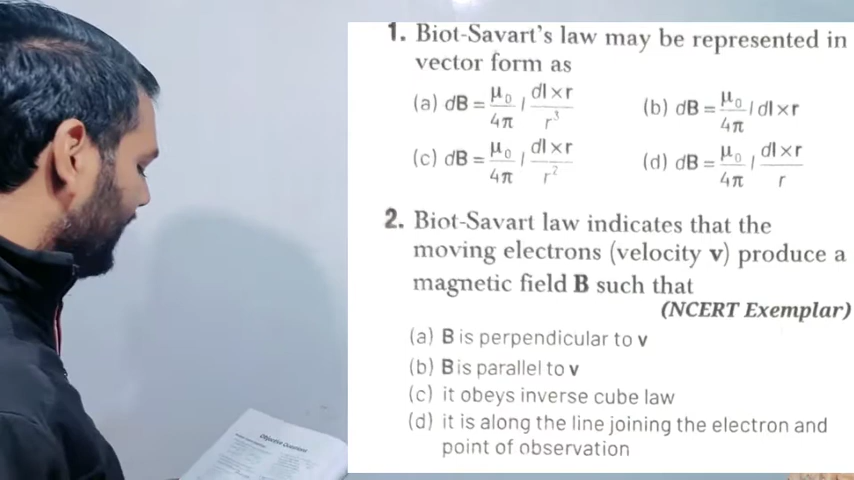 1. Biot-Savart's law may be represented in
vector form as
(a) dB = μ₀/4π I dl×r/r³ (b) dB = μ₀/4π I dl×r
(c) dB = μ₀/4π I dl×r/r² (d) dB = μ₀/4π I dl×r/r
2. Biot-Savart law indicates that the
moving electrons (velocity v) produce a
magnetic field B such that
(NCERT Exemplar)
(a) B is perpendicular to v
(b) B is parallel to v
(c) it obeys inverse cube law
(d) it is along the line joining the electron and
point of observation
Objective Questions